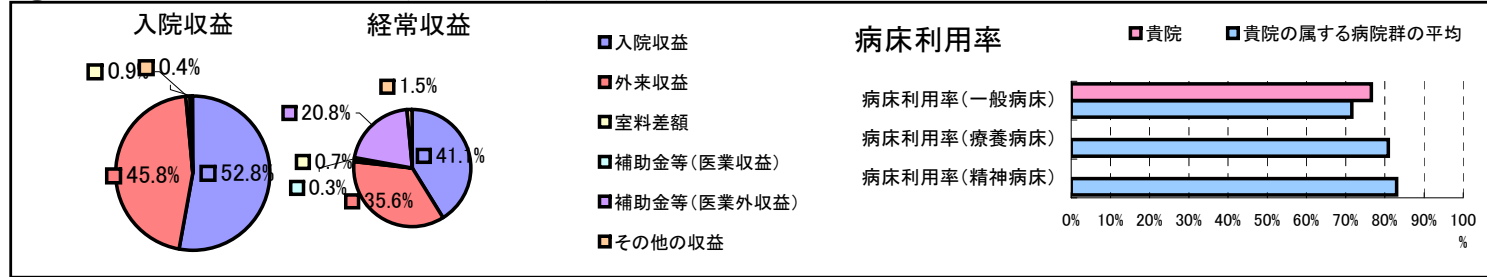 入院収益
経常収益
0.9%
0.4%
45.8%
52.8%
1.5%
20.8%
0.7%
0.3%
41.1%
35.6%
入院収益
外来収益
室料差額
補助金等(医業収益)
補助金等(医業外収益)
その他の収益
病床利用率
貴院
貴院の属する病院群の平均
病床利用率(一般病床)
病床利用率(療養病床)
病床利用率(精神病床)
0% 10% 20% 30% 40% 50% 60% 70% 80% 90% 100
%